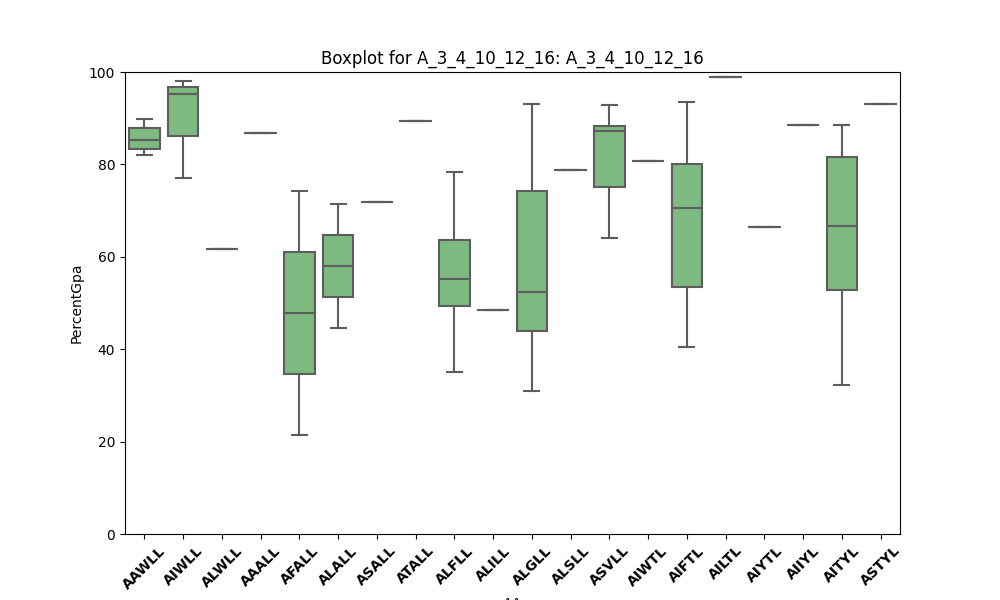 Boxplot for A_3_4_10_12_16: A_3_4_10_12_16
PercentGpa
100
80
60
40
20
0
AAWLL
AIWLL
ALWLL
AAALL
AFALL
ALALL
ASALL
ATALL
ALFLL
ALILL
ALGLL
ALSLL
ASVLL
AIWTL
AIFTL
AILTL
AIYTL
AIIYL
AITYL
ASTYL